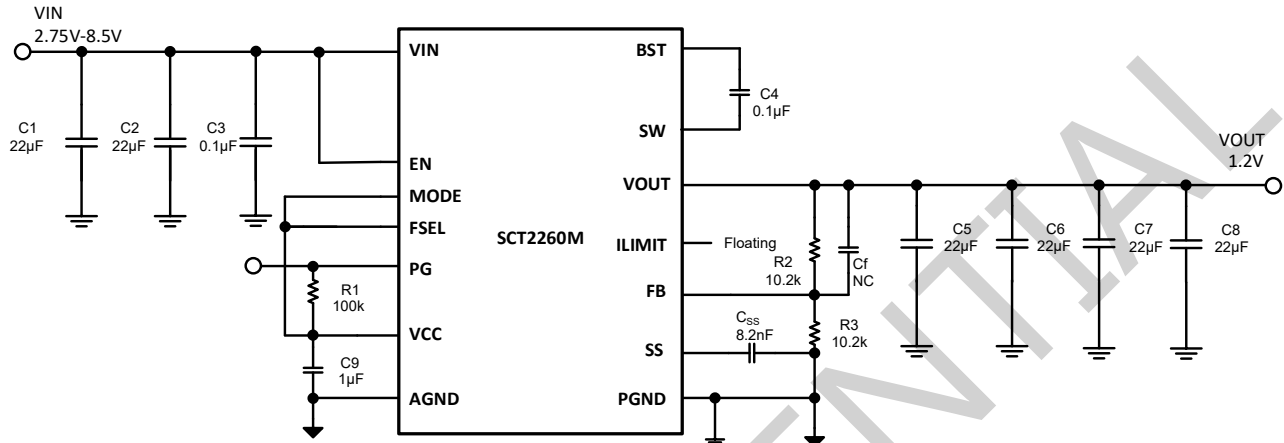 VIN
2.75V-8.5V
C1
22µF
C2
22µF
C3
0.1µF
VIN
EN
MODE
FSEL
PG
VCC
AGND
R1
100k
C9
1µF
SCT2260M
BST
SW
VOUT
ILIMIT
FB
SS
PGND
C4
0.1µF
Floating
R2
10.2k
Cf
NC
CSS
8.2nF
R3
10.2k
C5
22µF
C6
22µF
C7
22µF
C8
22µF
VOUT
1.2V
ENTIAL